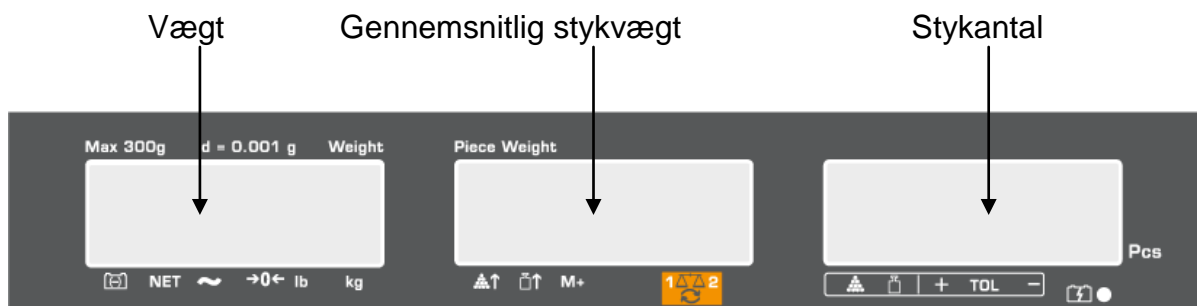 Vægt Gennemsnitlig stykvægt Stykantal
Max 300g d = 0.001 g Weight Piece Weight
Pcs
NET →0← lb kg M+ 1 2 + TOL −